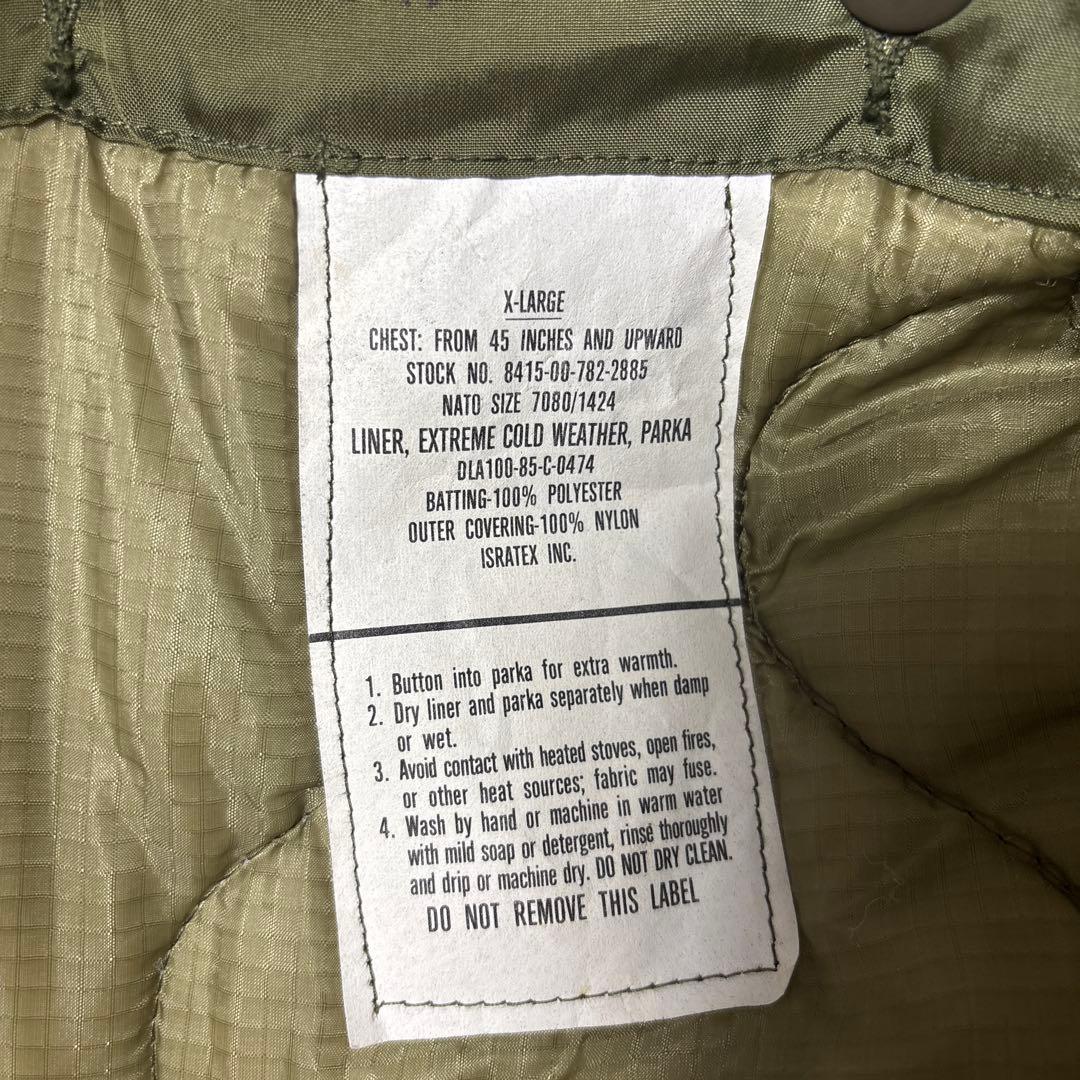 X-LARGE
CHEST: FROM 45 INCHES AND UPWARD
STOCK NO. 8415-00-782-2885
NATO SIZE 7080/1424
LINER, EXTREME COLD WEATHER, PARKA
DLA100-85-C-0474
BATTING-100% POLYESTER
OUTER COVERING-100% NYLON
ISRATEX INC.
1. Button into parka for extra warmth.
2. Dry liner and parka separately when damp
or wet.
3. Avoid contact with heated stoves, open fires,
or other heat sources; fabric may fuse.
4. Wash by hand or machine in warm water
with mild soap or detergent, rinse thoroughly
and drip or machine dry. DO NOT DRY CLEAN.
DO NOT REMOVE THIS LABEL